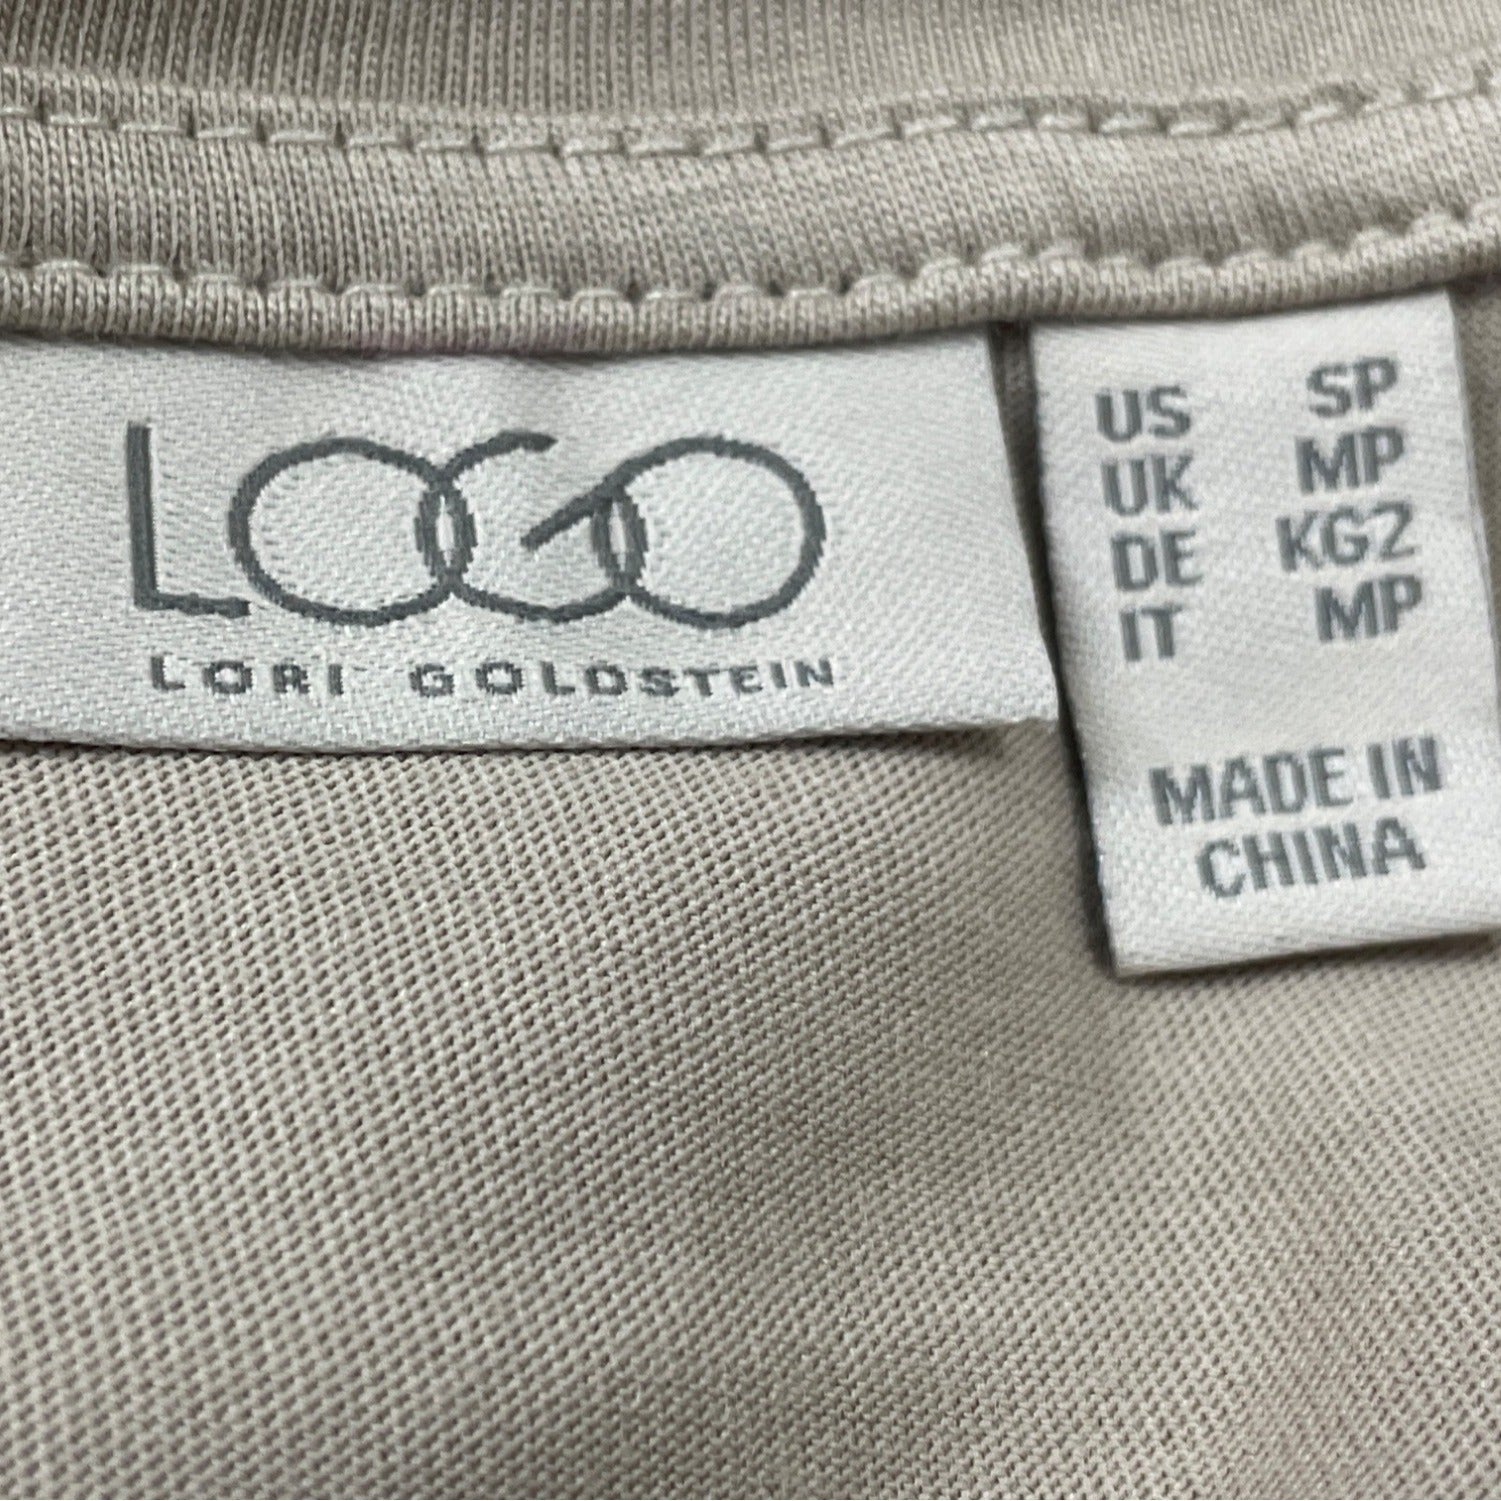 LOGO
LORI GOLDSTEIN
US SP
UK MP
DE KG2
IT MP
MADE IN
CHINA